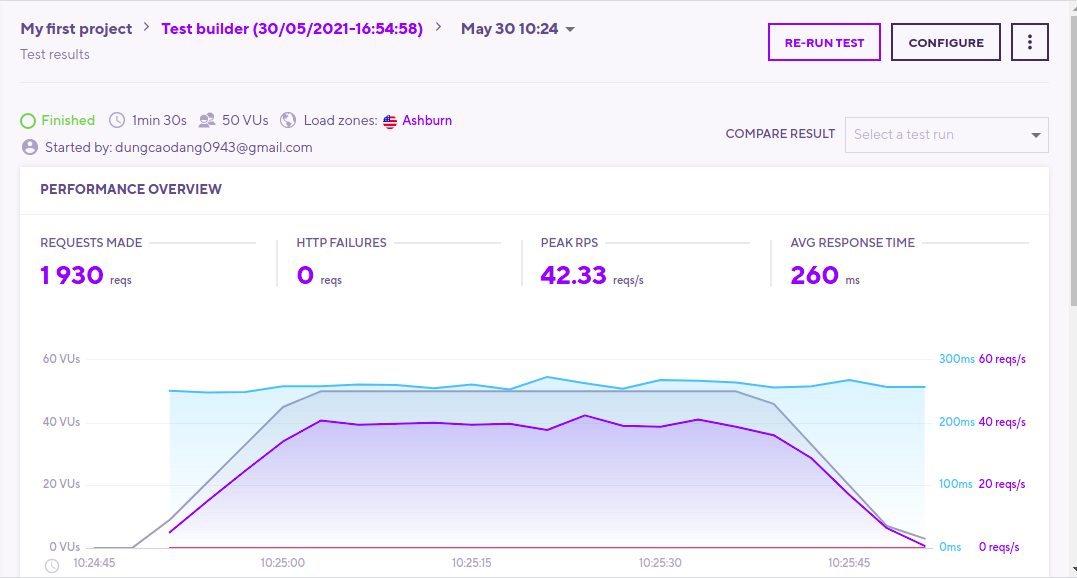 My first project > Test builder (30/05/2021-16:54:58) > May 30 10:24
RE-RUN TEST
CONFIGURE
Test results
Finished 1min 30s 50 VUs Load zones: Ashburn
Started by: dungcaodang0943@gmail.com
COMPARE RESULT Select a test run
PERFORMANCE OVERVIEW
REQUESTS MADE
1 930 reqs
HTTP FAILURES
0 reqs
PEAK RPS
42.33 reqs/s
AVG RESPONSE TIME
260 ms
60 VUs 300ms 60 reqs/s
40 VUs 200ms 40 reqs/s
20 VUs 100ms 20 reqs/s
0 VUs 0ms 0 reqs/s
10:24:45 10:25:00 10:25:15 10:25:30 10:25:45